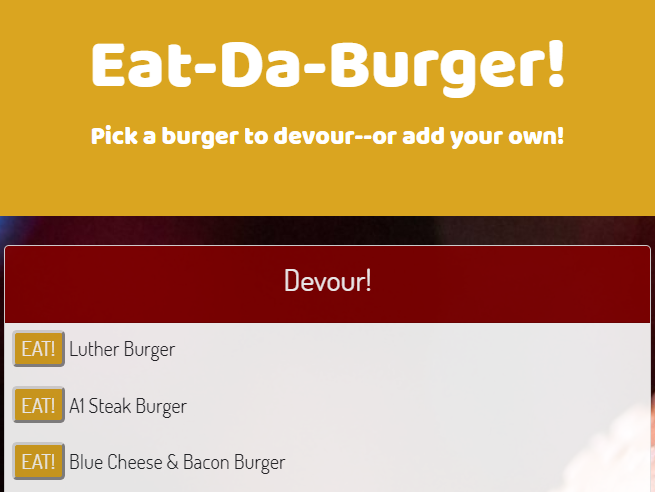 Eat-Da-Burger!
Pick a burger to devour--or add your own!
Devour!
EAT! Luther Burger
EAT! A1 Steak Burger
EAT! Blue Cheese & Bacon Burger